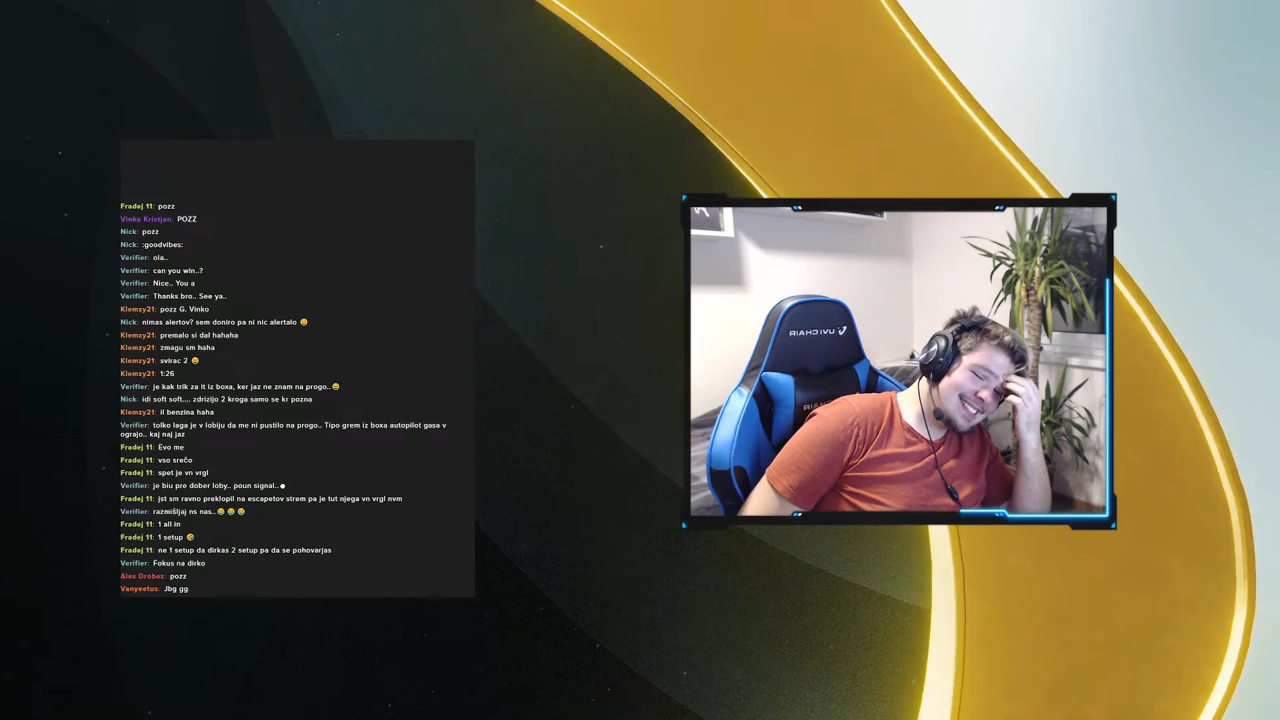 Fradej 11: pozz
Vinko Kristjan: POZZ
Nick: pozz
Nick: :goodvibes:
Verifier: ola..
Verifier: can you win..?
Verifier: Nice.. You a
Verifier: Thanks bro.. See ya..
Klemzy21: pozz G. Vinko
Nick: nimas alertov? sem doniro pa ni nic alertalo 😄
Klemzy21: premalo si dal hahaha
Klemzy21: zmagu sm haha
Klemzy21: svirac 2 😄
Klemzy21: 1:26
Verifier: je kak trik za it iz boxa, ker jaz ne znam na progo..😅
Nick: idi soft soft.... zdrizijo 2 kroga samo se kr pozna
Klemzy21: il benzina haha
Verifier: tolko laga je v lobiju da me ni pustilo na progo.. Tipo grem iz boxa autopilot gasa v
ograjo.. kaj naj jaz
Fradej 11: Evo me
Fradej 11: vso srečo
Fradej 11: spet je vn vrgl
Verifier: je biu pre dober loby.. poun signal..
Fradej 11: jst sm ravno preklopil na escapetov strem pa je tut njega vn vrgl nvm
Verifier: razmišljaj ns nas..😂😂😂
Fradej 11: 1 all in
Fradej 11: 1 setup 🤣
Fradej 11: ne 1 setup da dirkas 2 setup pa da se pohovarjas
Verifier: Fokus na dirko
Alex Drobez: pozz
Vanyeetus: Jbg gg
UVI CHAIR